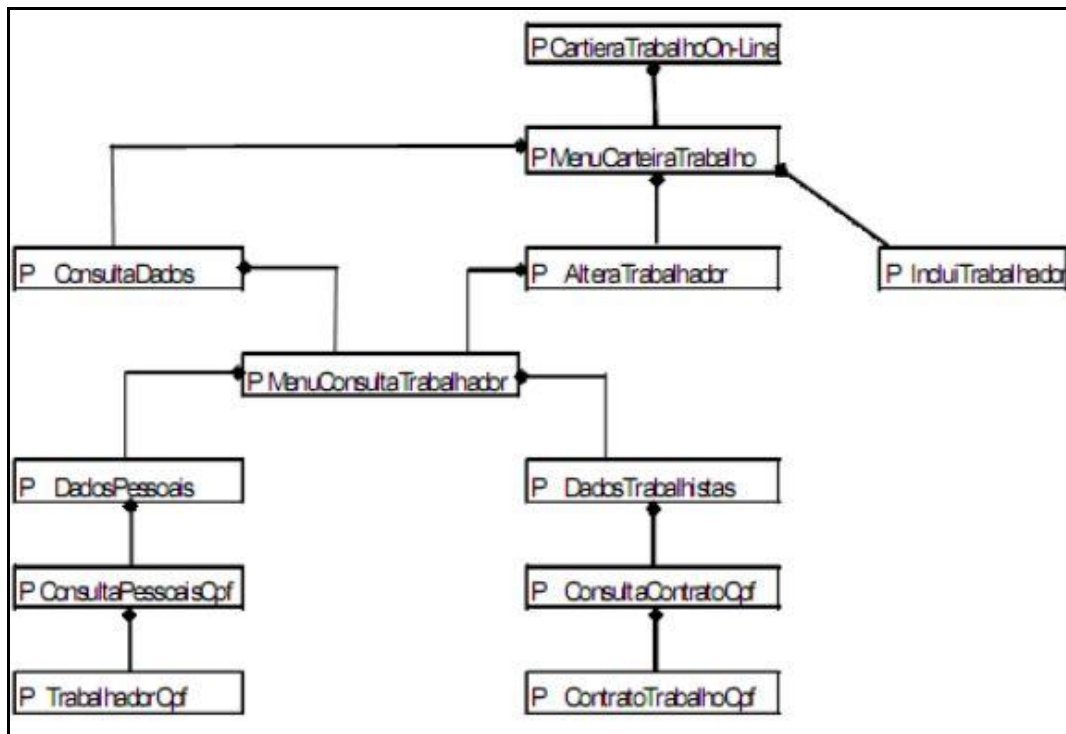 P CartieraTrabalhoOn-Line
P MenuCarteiraTrabalho
P ConsultaDados
P AlteraTrabalhador
P IncluiTrabalhador
P MenuConsultaTrabalhador
P DadosPessoais
P DadosTrabalhistas
P ConsultaPessoaisCpf
P ConsultaContratoCpf
P TrabalhadorCpf
P ContratoTrabalhoCpf